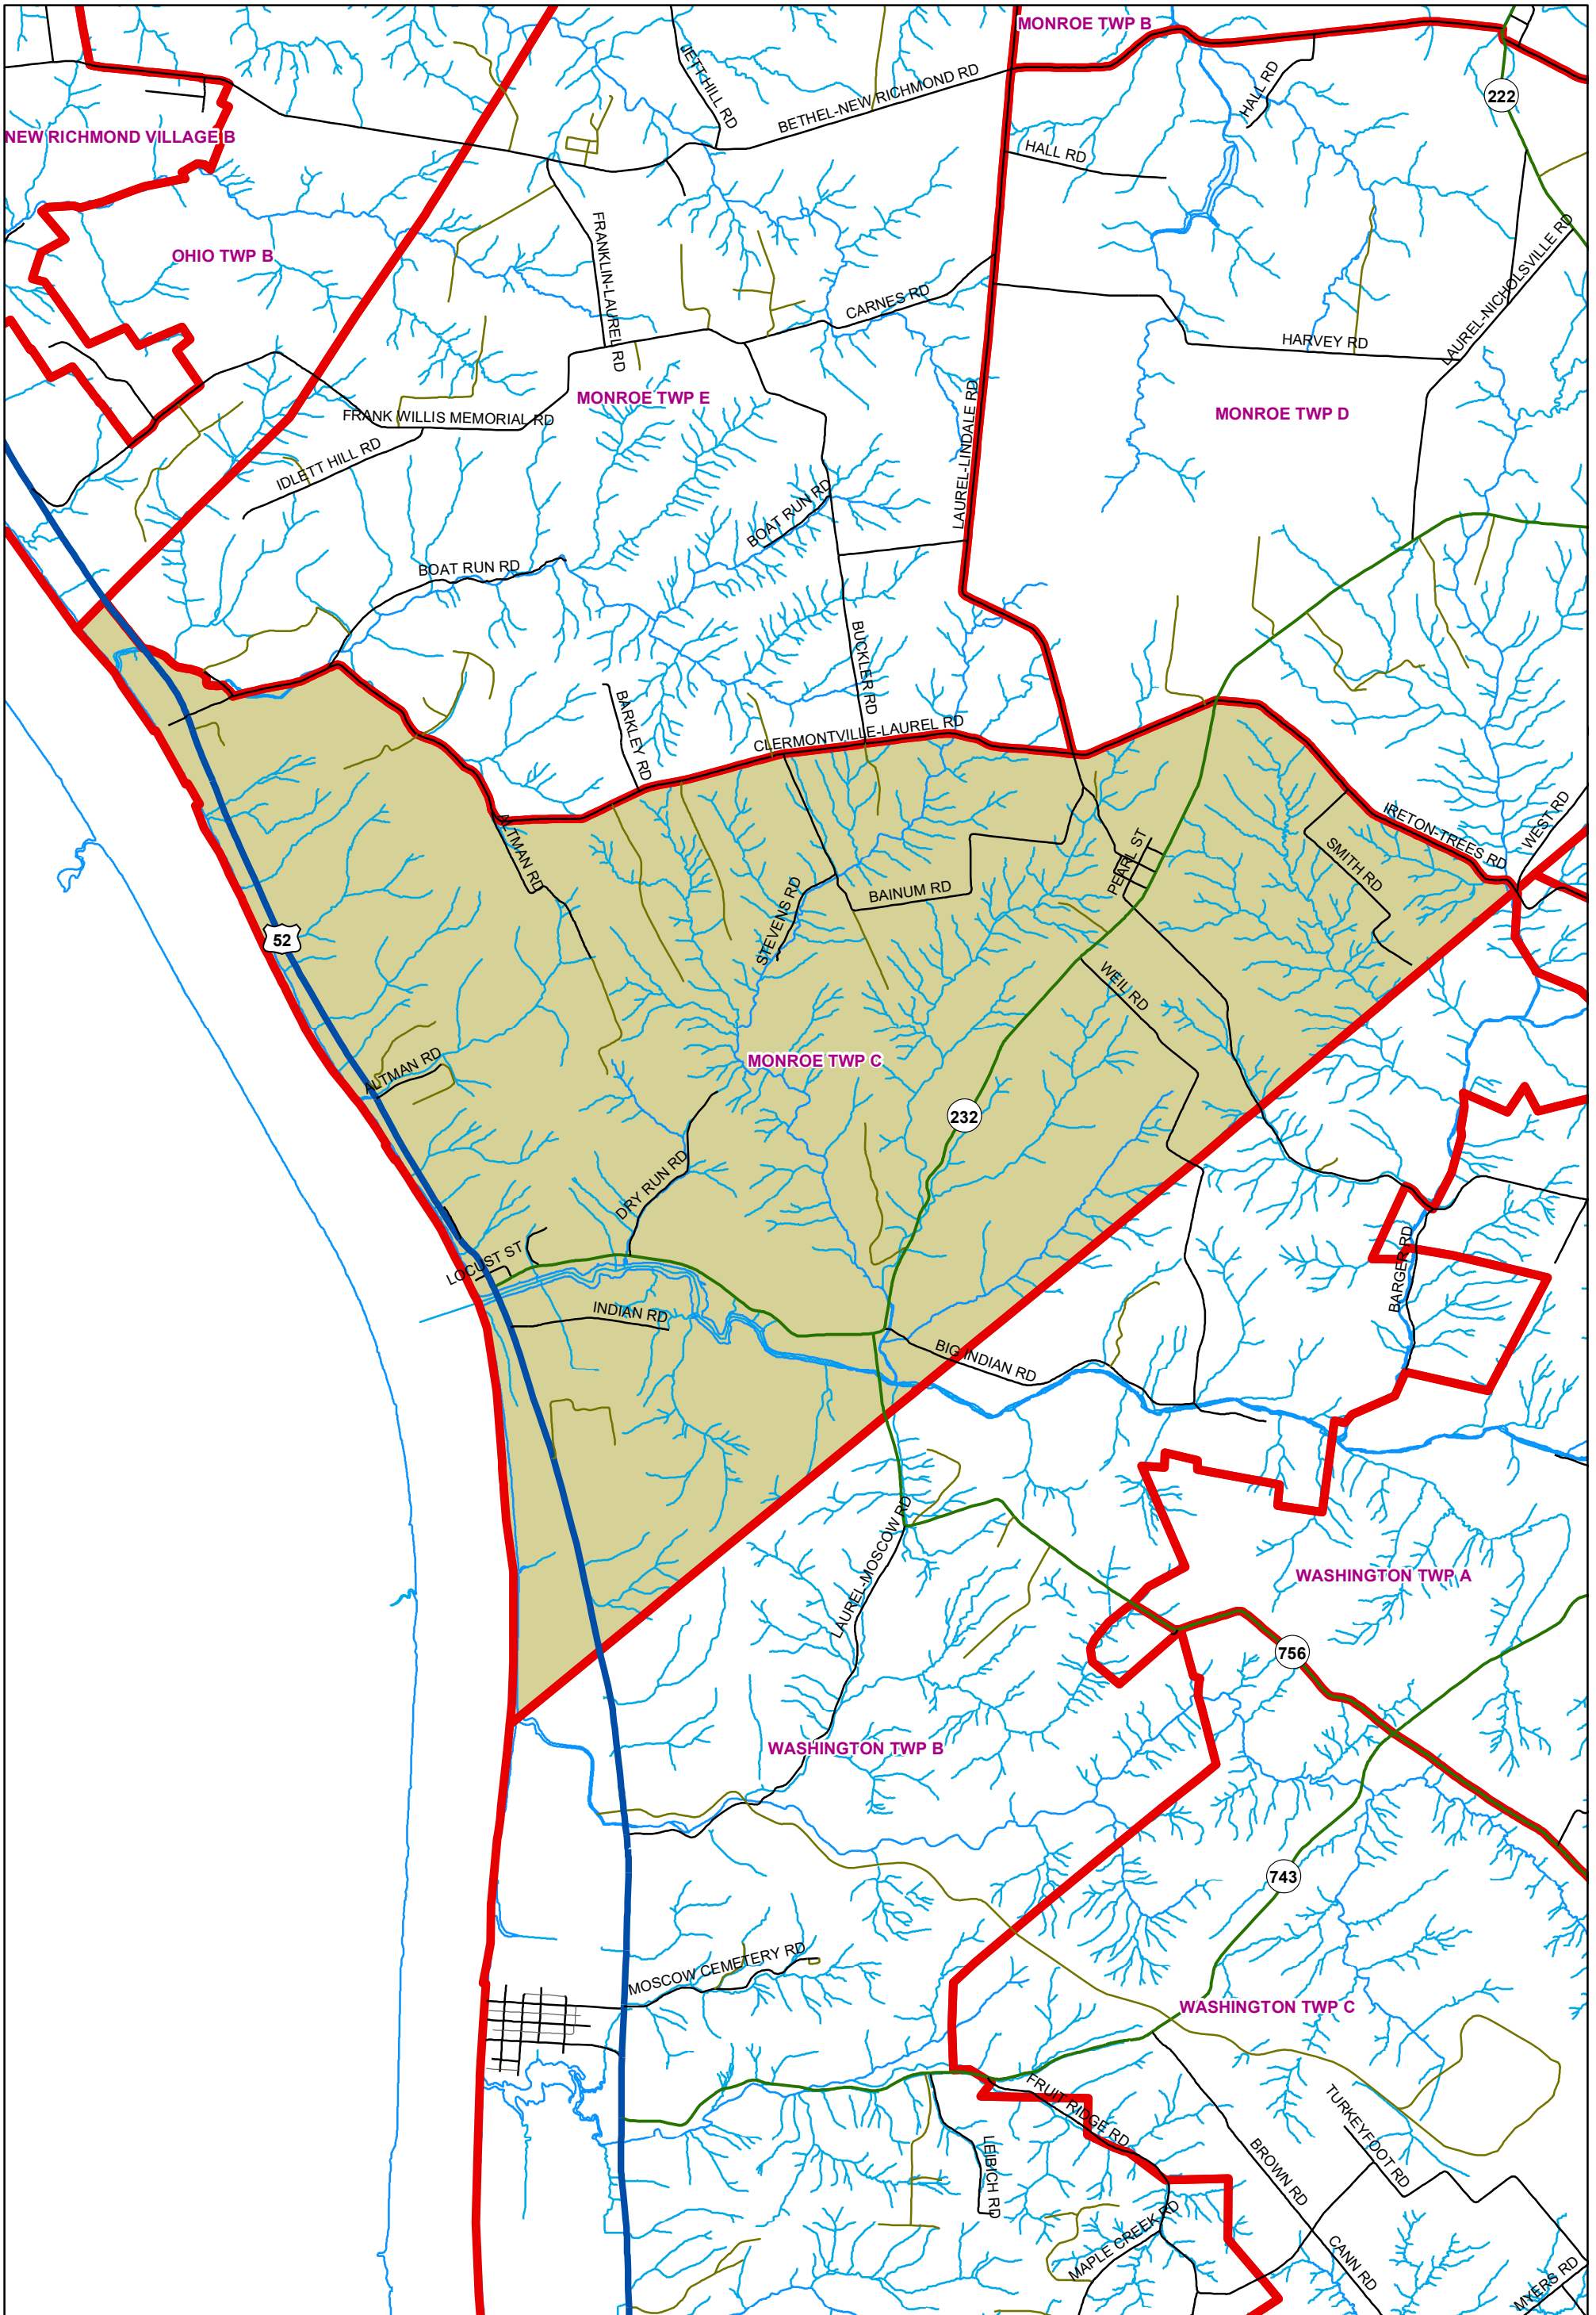 MONROE TWP B
JETT HILL RD
BETHEL-NEW RICHMOND RD
HALL RD
222
NEW RICHMOND VILLAGE B
HALL RD
OHIO TWP B
FRANKLIN-LAUREL RD
LAUREL-NICHOLSVILLE RD
CARNES RD
HARVEY RD
MONROE TWP E
MONROE TWP D
FRANK WILLIS MEMORIAL RD
LAUREL-LINDALE RD
IDLETT HILL RD
BOAT RUN RD
BOAT RUN RD
BUCKLER RD
BARKLEY RD
CLERMONTVILLE-LAUREL RD
IRETON-TREES RD
WEST RD
ALTMAN RD
PEARL ST
SMITH RD
BAINUM RD
STEVENS RD
52
WEIL RD
MONROE TWP C
ALTMAN RD
232
DRY RUN RD
LOCUST ST
BARGER RD
INDIAN RD
BIG INDIAN RD
LAUREL-MOSCOW RD
WASHINGTON TWP A
756
WASHINGTON TWP B
743
MOSCOW CEMETERY RD
WASHINGTON TWP C
FRUIT RIDGE RD
TURKEYFOOT RD
LEIBICH RD
BROWN RD
MAPLE CREEK RD
CANN RD
MYERS RD